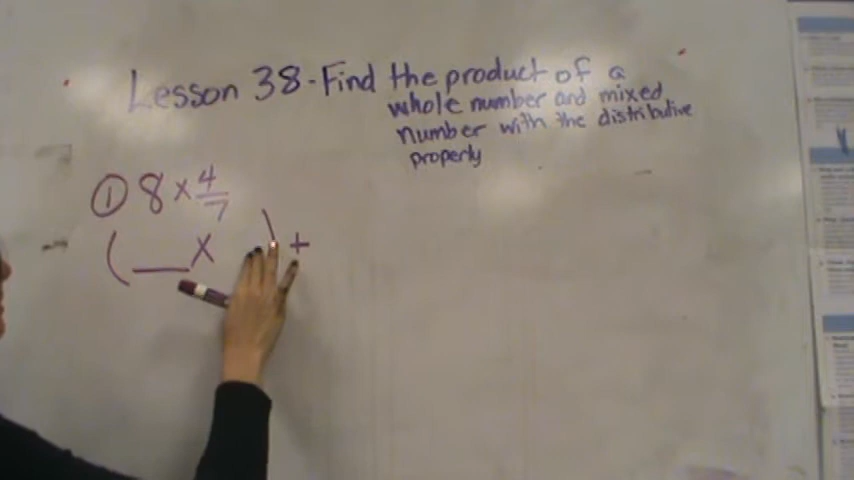 Lesson 38-Find the product of a
whole number and mixed
number with the distributive
property
① 8 × 4/7
(__ × ) +